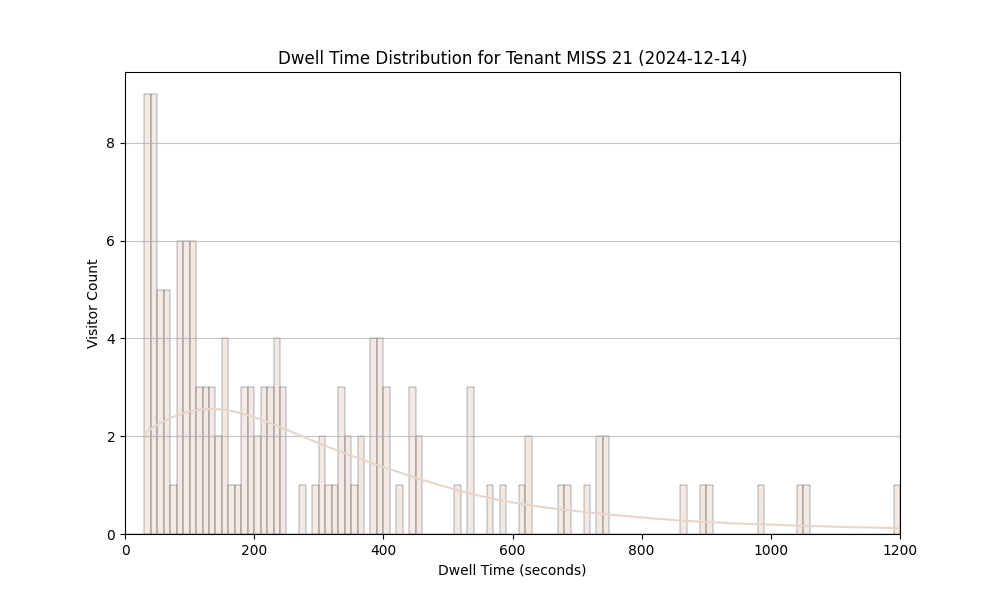 Dwell Time Distribution for Tenant MISS 21 (2024-12-14)
Visitor Count
8
6
4
2
0
0 200 400 600 800 1000 1200
Dwell Time (seconds)